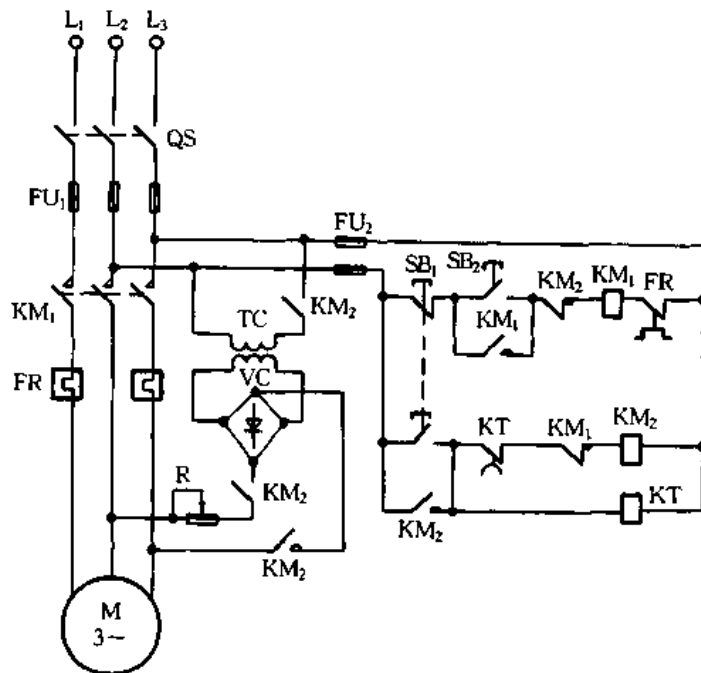 L₁ L₂ L₃
QS
FU₁
FU₂
SB₁ SB₂
KM₂ KM₁ FR
KM₁
KM₂
TC
KM₁
VC
FR
KT KM₁ KM₂
R
KM₂
KT
KM₂
KM₂
M
3~